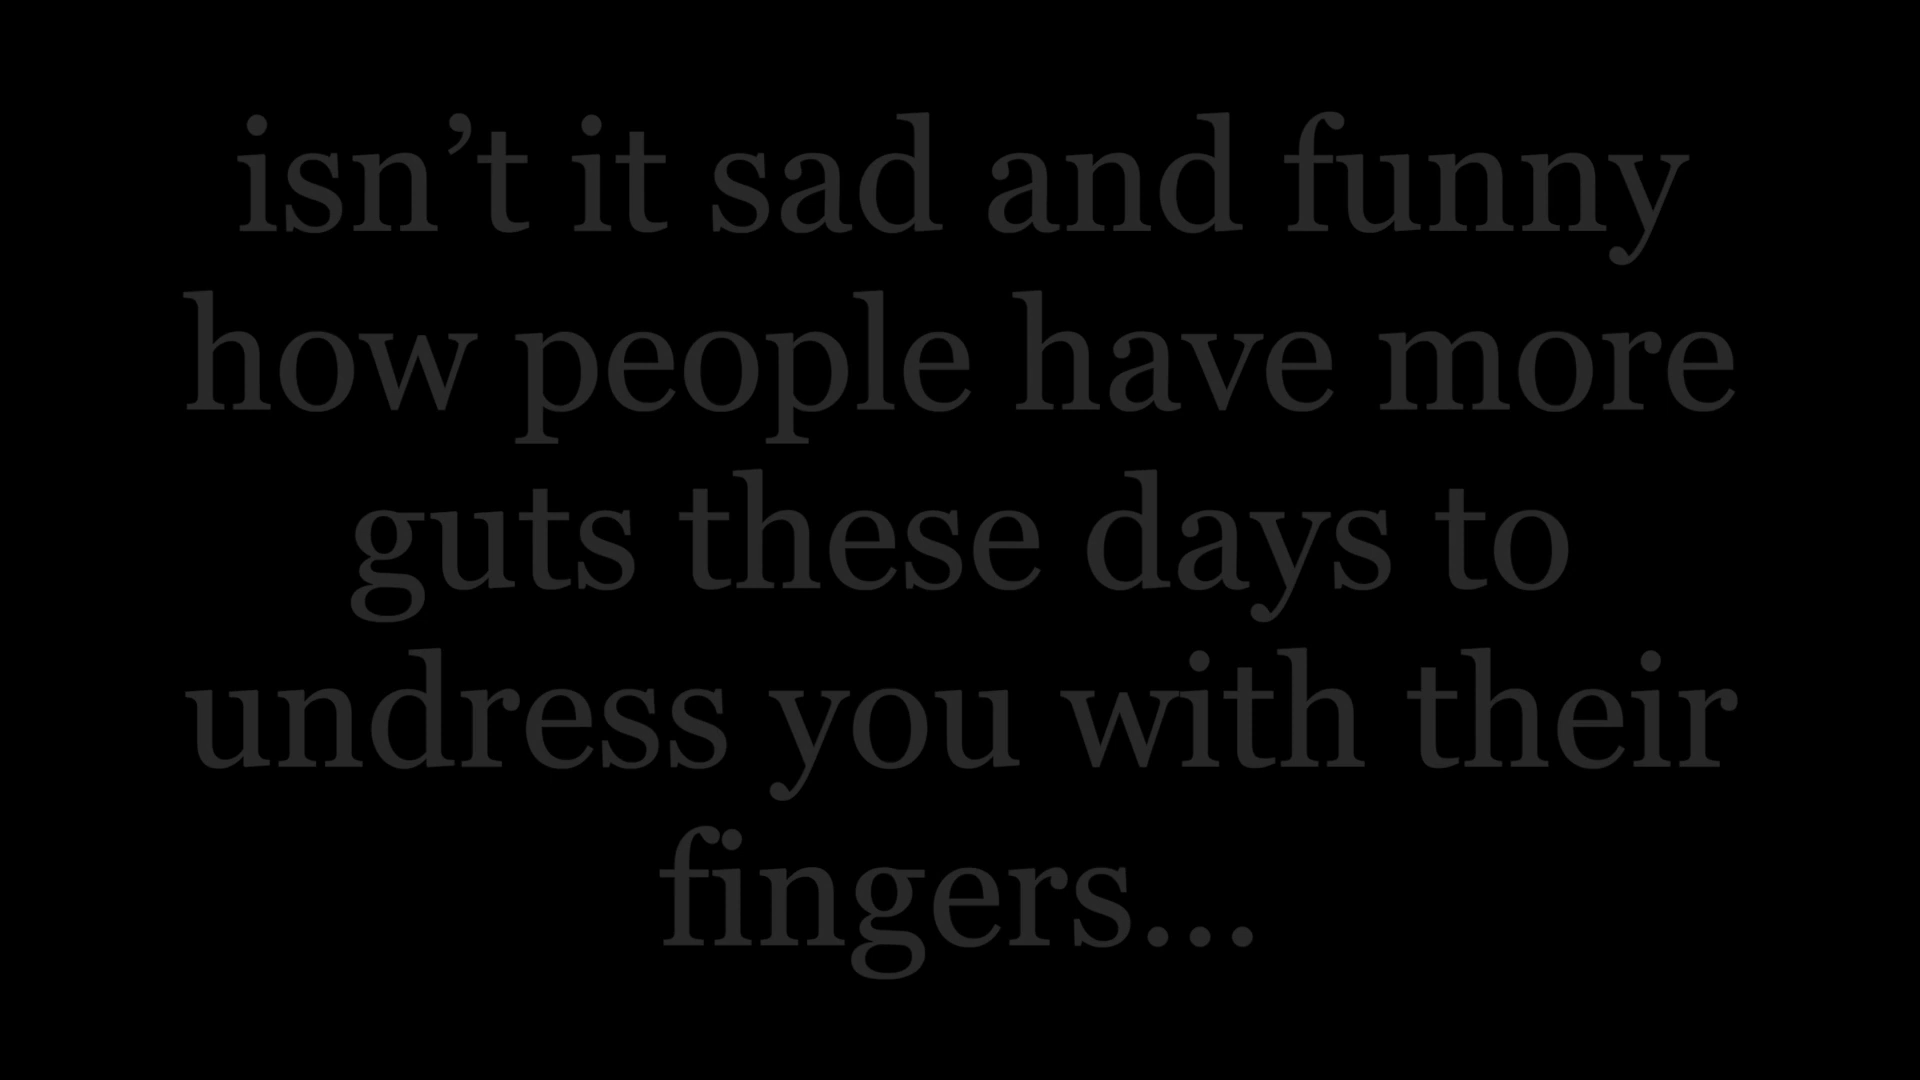 isn’t it sad and funny
how people have more
guts these days to
undress you with their
fingers...